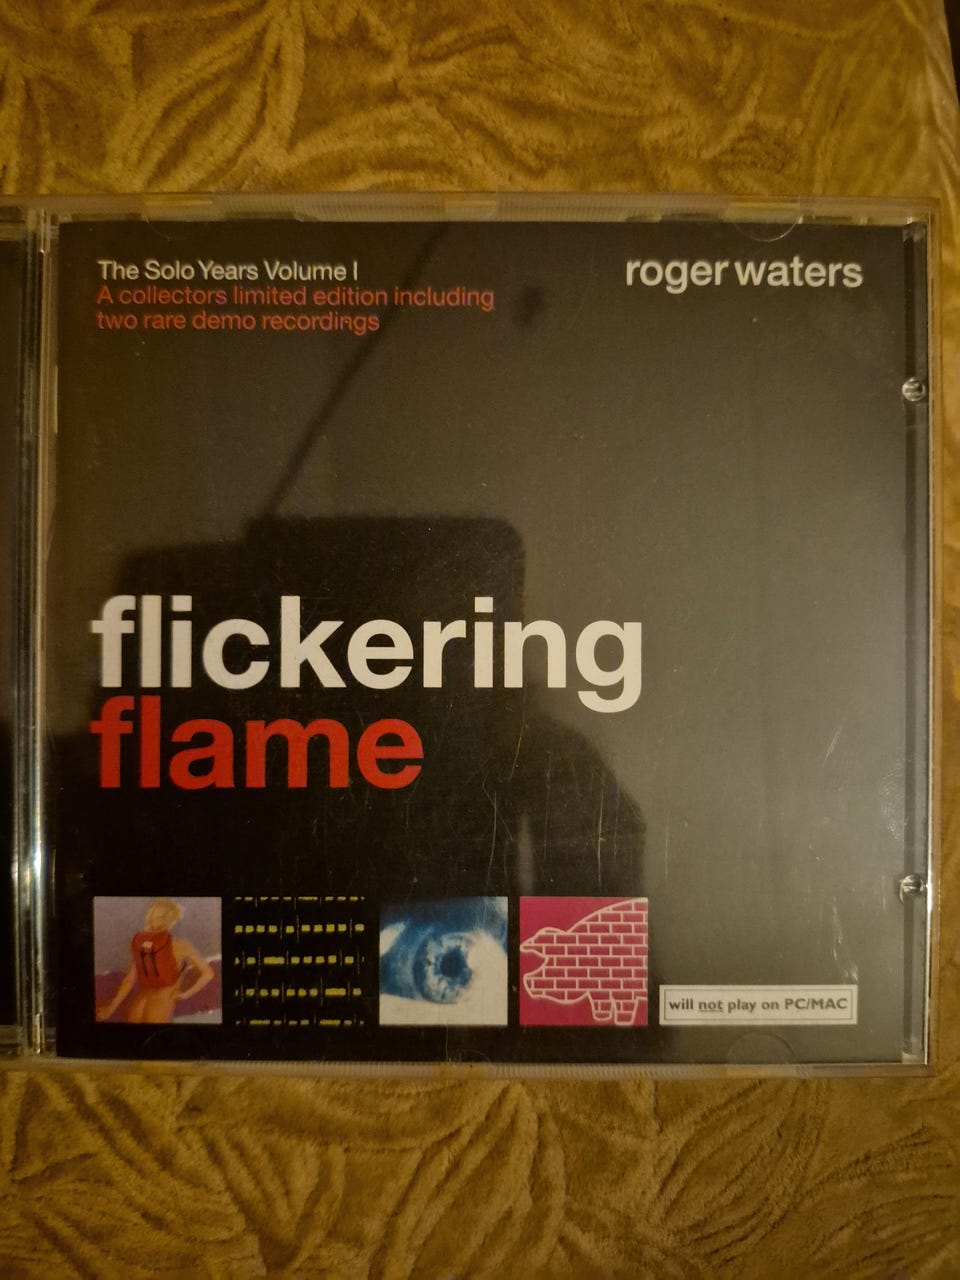 The Solo Years Volume I
A collectors limited edition including
two rare demo recordings
roger waters
flickering
flame
will not play on PC/MAC